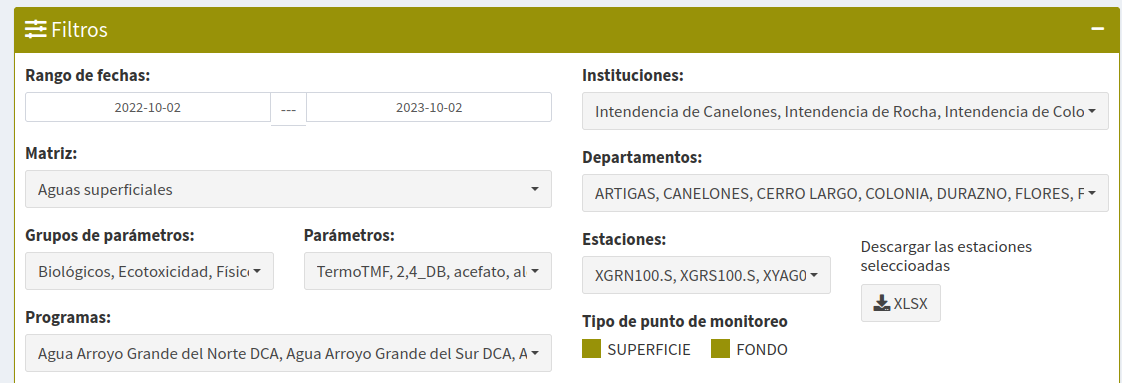 Filtros
Rango de fechas:
2022-10-02 --- 2023-10-02
Matriz:
Aguas superficiales
Grupos de parámetros: Parámetros:
Biológicos, Ecotoxicidad, Físic TermoTMF, 2,4_DB, acefato, al
Programas:
Agua Arroyo Grande del Norte DCA, Agua Arroyo Grande del Sur DCA, A
Instituciones:
Intendencia de Canelones, Intendencia de Rocha, Intendencia de Colo
Departamentos:
ARTIGAS, CANELONES, CERRO LARGO, COLONIA, DURAZNO, FLORES, F
Estaciones:
XGRN100.S, XGRS100.S, XYAG0
Descargar las estaciones
seleccioadas
XLSX
Tipo de punto de monitoreo
SUPERFICIE FONDO